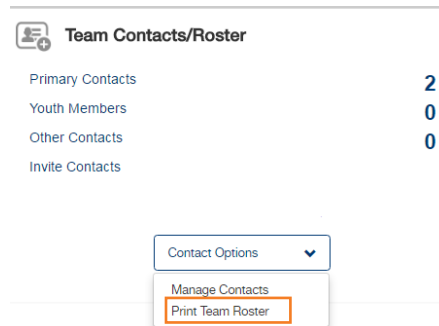 Team Contacts/Roster
Primary Contacts 2
Youth Members 0
Other Contacts 0
Invite Contacts
Contact Options
Manage Contacts
Print Team Roster